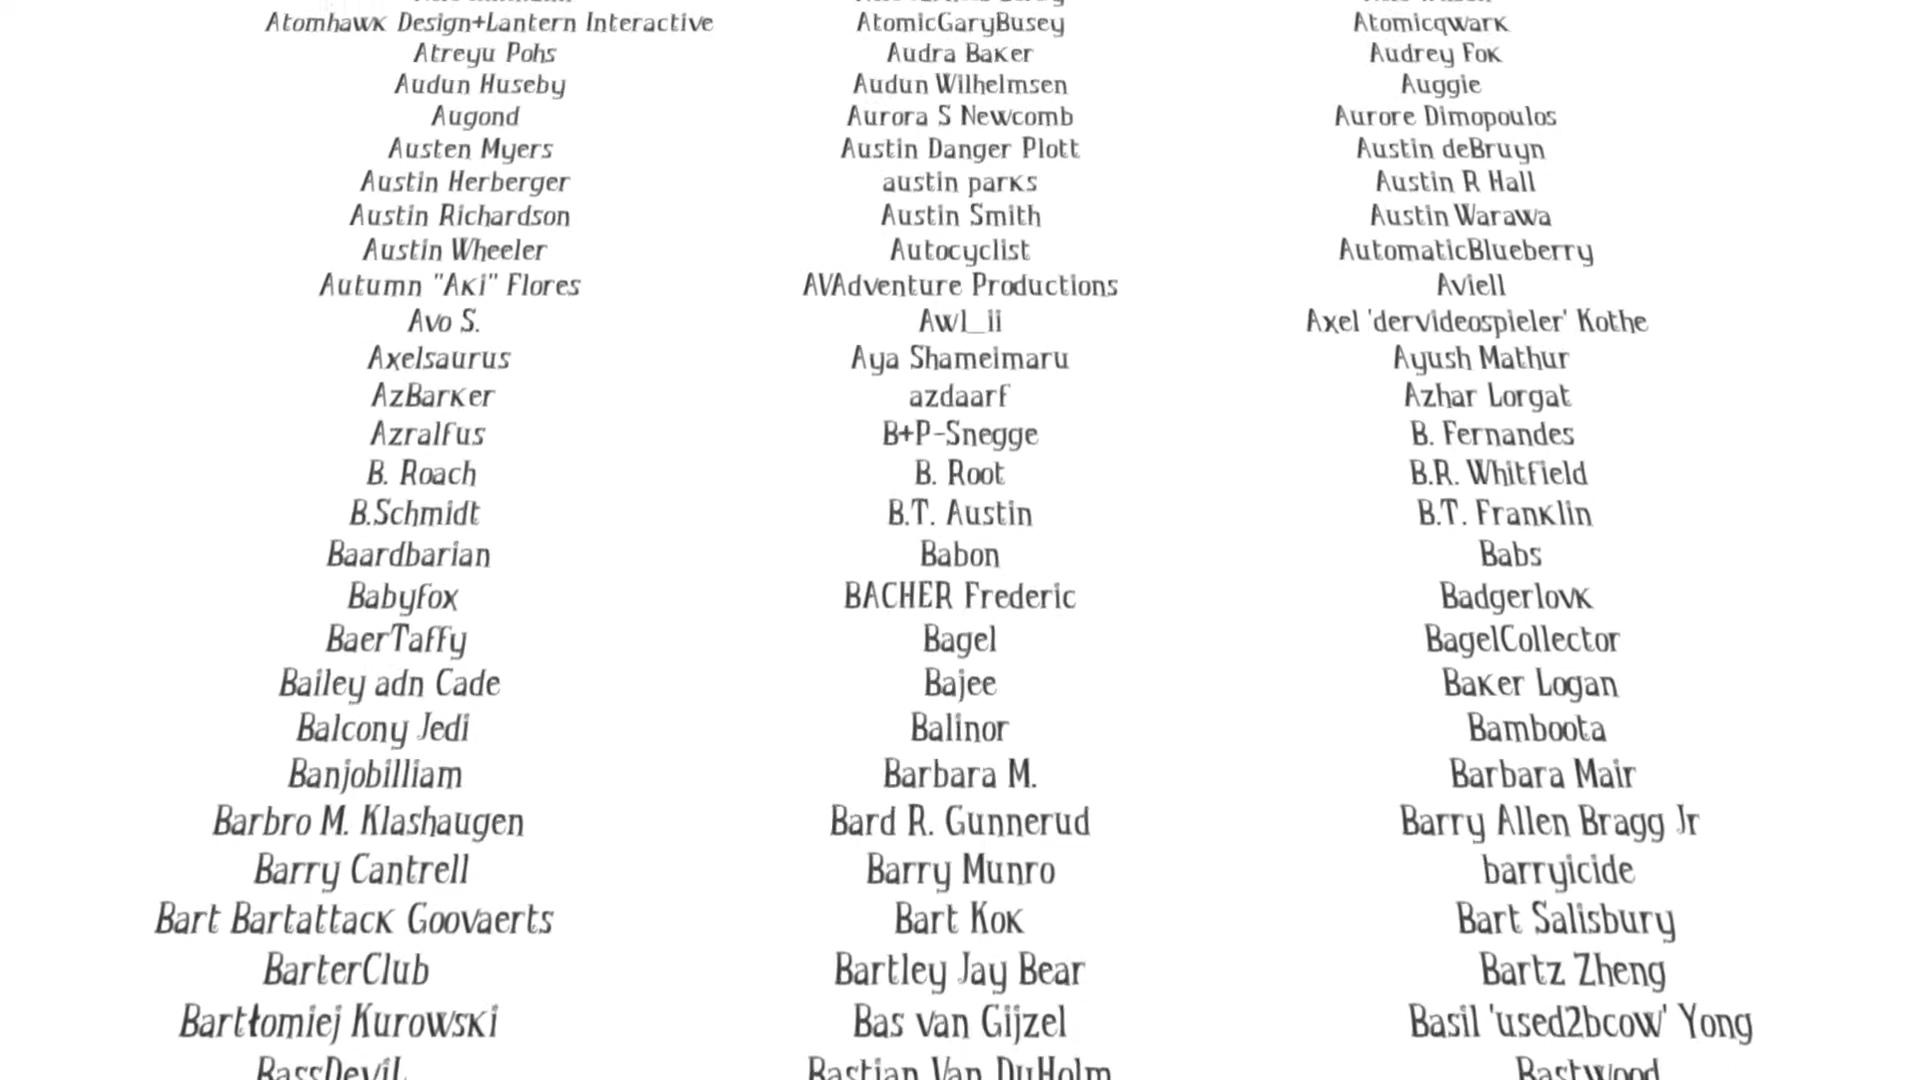 Atomhawk Design+Lantern Interactive AtomicGaryBusey Atomicqwark
Atreyu Pohs Audra Baker Audrey Fox
Audun Huseby Audun Wilhelmsen Auggie
Augond Aurora S Newcomb Aurore Dimopoulos
Austen Myers Austin Danger Plott Austin deBruyn
Austin Herberger austin parks Austin R Hall
Austin Richardson Austin Smith Austin Warawa
Austin Wheeler Autocyclist AutomaticBlueberry
Autumn "Aki" Flores AVAdventure Productions Aviell
Avo S. Awl_ii Axel 'dervideospieler' Kothe
Axelsaurus Aya Shameimaru Ayush Mathur
AzBarker azdaarf Azhar Lorgat
Azralfus B+P-Snegge B. Fernandes
B. Roach B. Root B.R. Whitfield
B.Schmidt B.T. Austin B.T. Franklin
Baardbarian Babon Babs
Babyfox BACHER Frederic Badgerlovk
BaerTaffy Bagel BagelCollector
Bailey adn Cade Bajee Baker Logan
Balcony Jedi Balinor Bamboota
Banjobilliam Barbara M. Barbara Mair
Barbro M. Klashaugen Bard R. Gunnerud Barry Allen Bragg Jr
Barry Cantrell Barry Munro barryicide
Bart Bartattack Goovaerts Bart Kok Bart Salisbury
BarterClub Bartley Jay Bear Bartz Zheng
Bartłomiej Kurowski Bas van Gijzel Basil 'used2bcow' Yong
BassDeviL Bastian Van DuHolm Bastwood